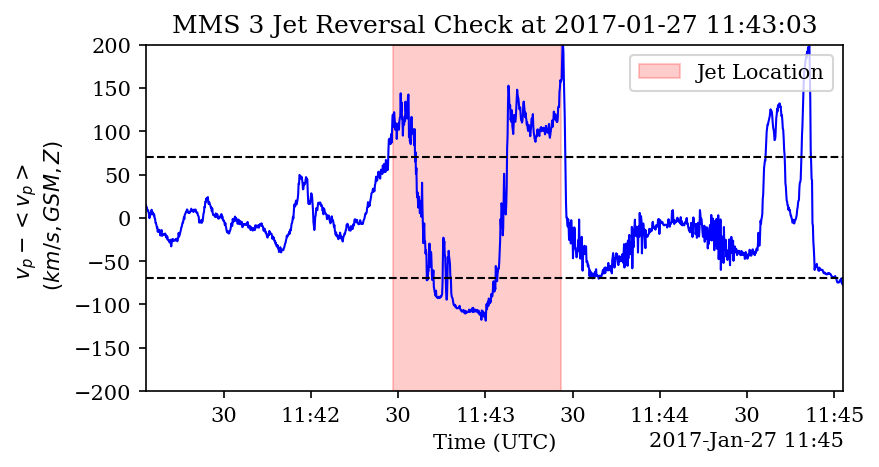 MMS 3 Jet Reversal Check at 2017-01-27 11:43:03
200
150
100
50
0
−50
−100
−150
−200
v_p − < v_p >
(km/s, GSM, Z)
Jet Location
30
11:42
30
11:43
30
11:44
30
11:45
Time (UTC)
2017-Jan-27 11:45